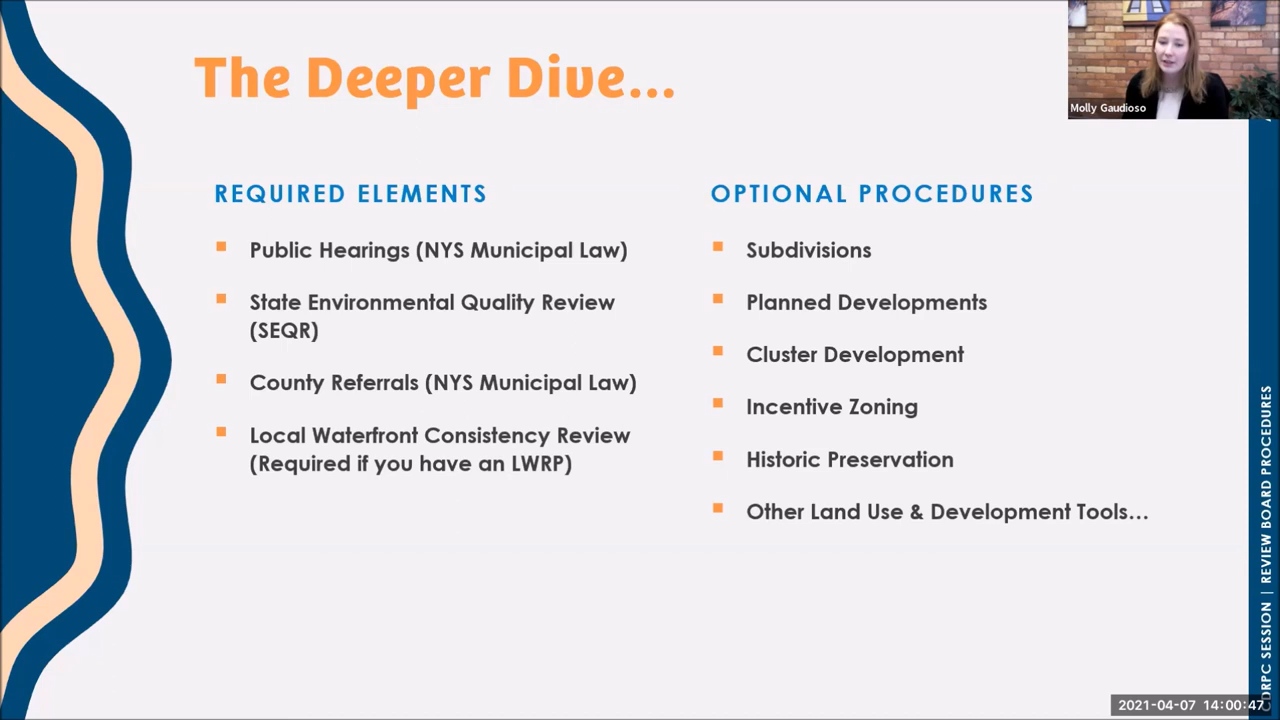 The Deeper Dive...
Molly Gaudioso
REQUIRED ELEMENTS
Public Hearings (NYS Municipal Law)
State Environmental Quality Review
(SEQR)
County Referrals (NYS Municipal Law)
Local Waterfront Consistency Review
(Required if you have an LWRP)
OPTIONAL PROCEDURES
Subdivisions
Planned Developments
Cluster Development
Incentive Zoning
Historic Preservation
Other Land Use & Development Tools...
CDRPC SESSION | REVIEW BOARD PROCEDURES
2021-04-07 14:00:47